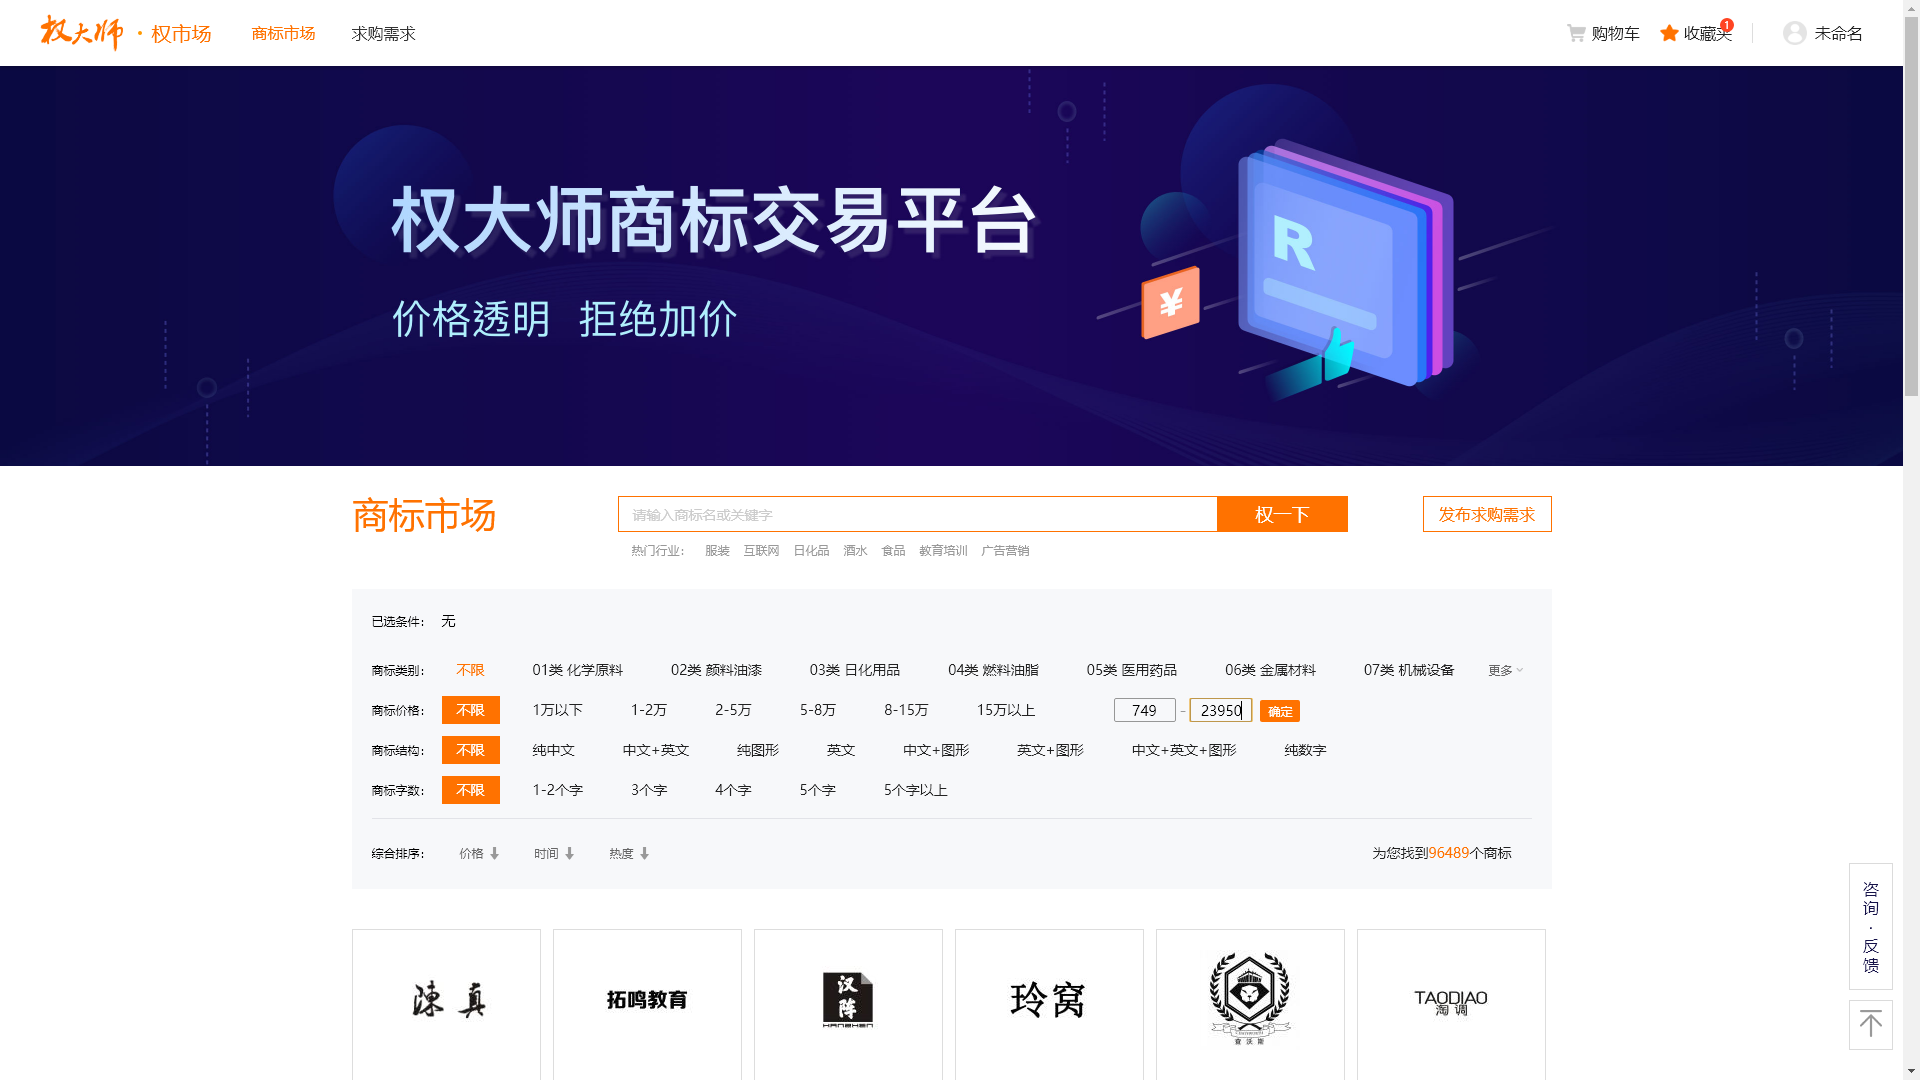 权大师 · 权市场 商标市场 求购需求 购物车 收藏夹 1 未命名
权大师商标交易平台
价格透明 拒绝加价
R
¥
商标市场 请输入商标名或关键字 权一下 发布求购需求
热门行业: 服装 互联网 日化品 酒水 食品 教育培训 广告营销
已选条件: 无
商标类别: 不限 01类 化学原料 02类 颜料油漆 03类 日化用品 04类 燃料油脂 05类 医用药品 06类 金属材料 07类 机械设备 更多
商标价格: 不限 1万以下 1-2万 2-5万 5-8万 8-15万 15万以上 749 - 23950 确定
商标结构: 不限 纯中文 中文+英文 纯图形 英文 中文+图形 英文+图形 中文+英文+图形 纯数字
商标字数: 不限 1-2个字 3个字 4个字 5个字 5个字以上
综合排序: 价格 时间 热度 为您找到96489个商标
咨询·反馈
陳真
拓鸣教育
汉阵
HANZHEN
玲窝
查沃斯
TAODIAO
淘调